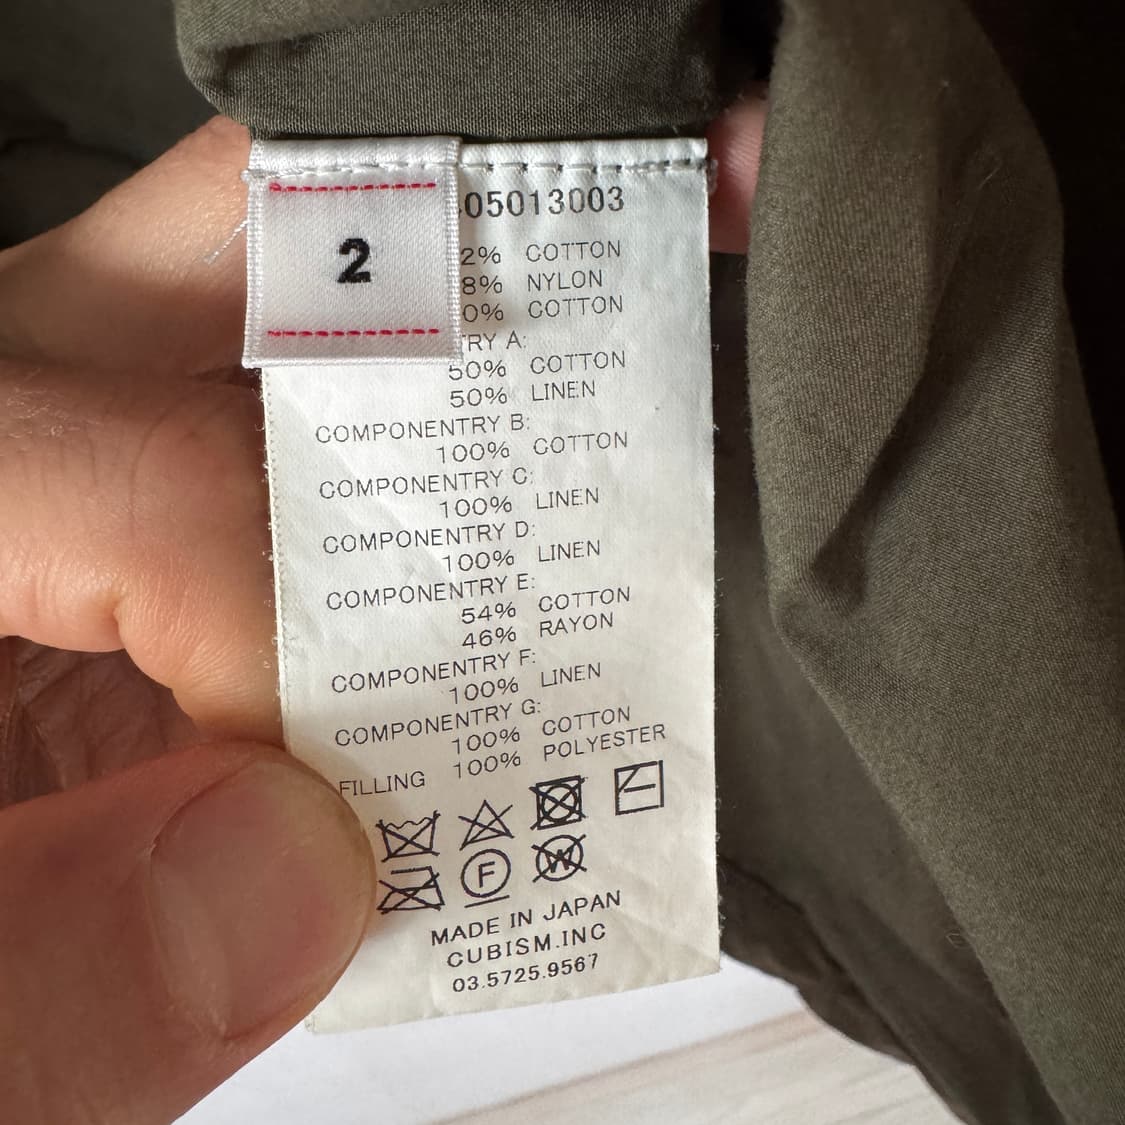 2
05013003
2% COTTON
8% NYLON
0% COTTON
RY A:
50% COTTON
50% LINEN
COMPONENTRY B:
100% COTTON
COMPONENTRY C:
100% LINEN
COMPONENTRY D:
100% LINEN
COMPONENTRY E:
54% COTTON
46% RAYON
COMPONENTRY F:
100% LINEN
COMPONENTRY G:
100% COTTON
FILLING 100% POLYESTER
F
W
MADE IN JAPAN
CUBISM.INC
03.5725.9567